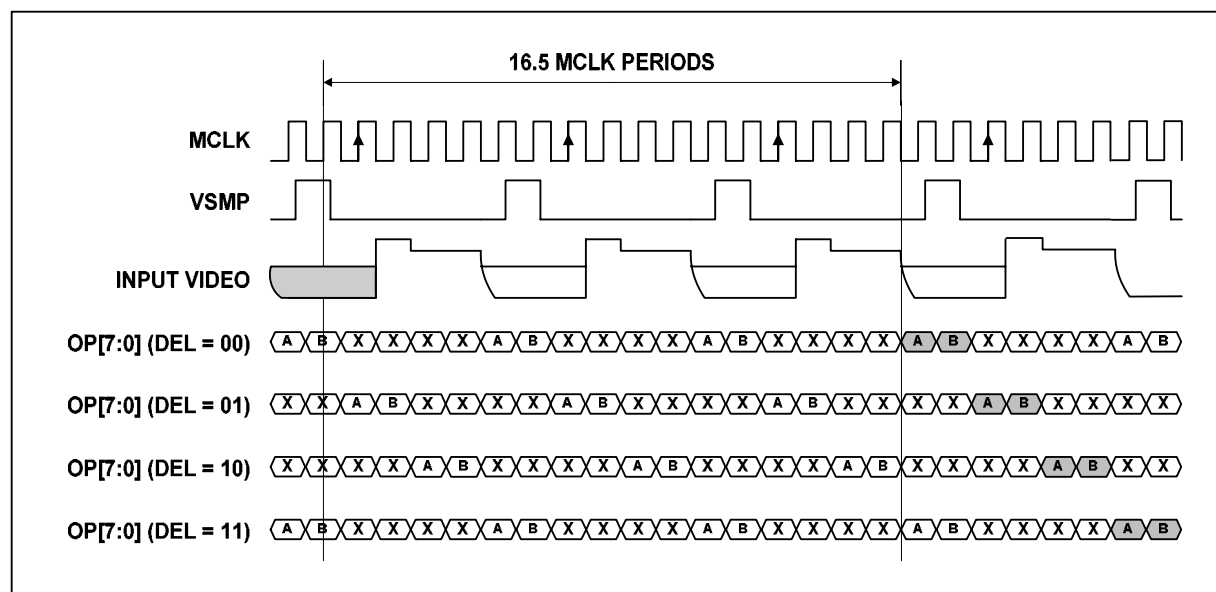 16.5 MCLK PERIODS
MCLK
VSMP
INPUT VIDEO
OP[7:0] (DEL = 00) A B X X X X A B X X X X A B X X X X A B X X X X A B
OP[7:0] (DEL = 01) X X A B X X X X A B X X X X A B X X X X A B X X X X
OP[7:0] (DEL = 10) X X X X A B X X X X A B X X X X A B X X X X A B X X
OP[7:0] (DEL = 11) A B X X X X A B X X X X A B X X X X A B X X X X A B